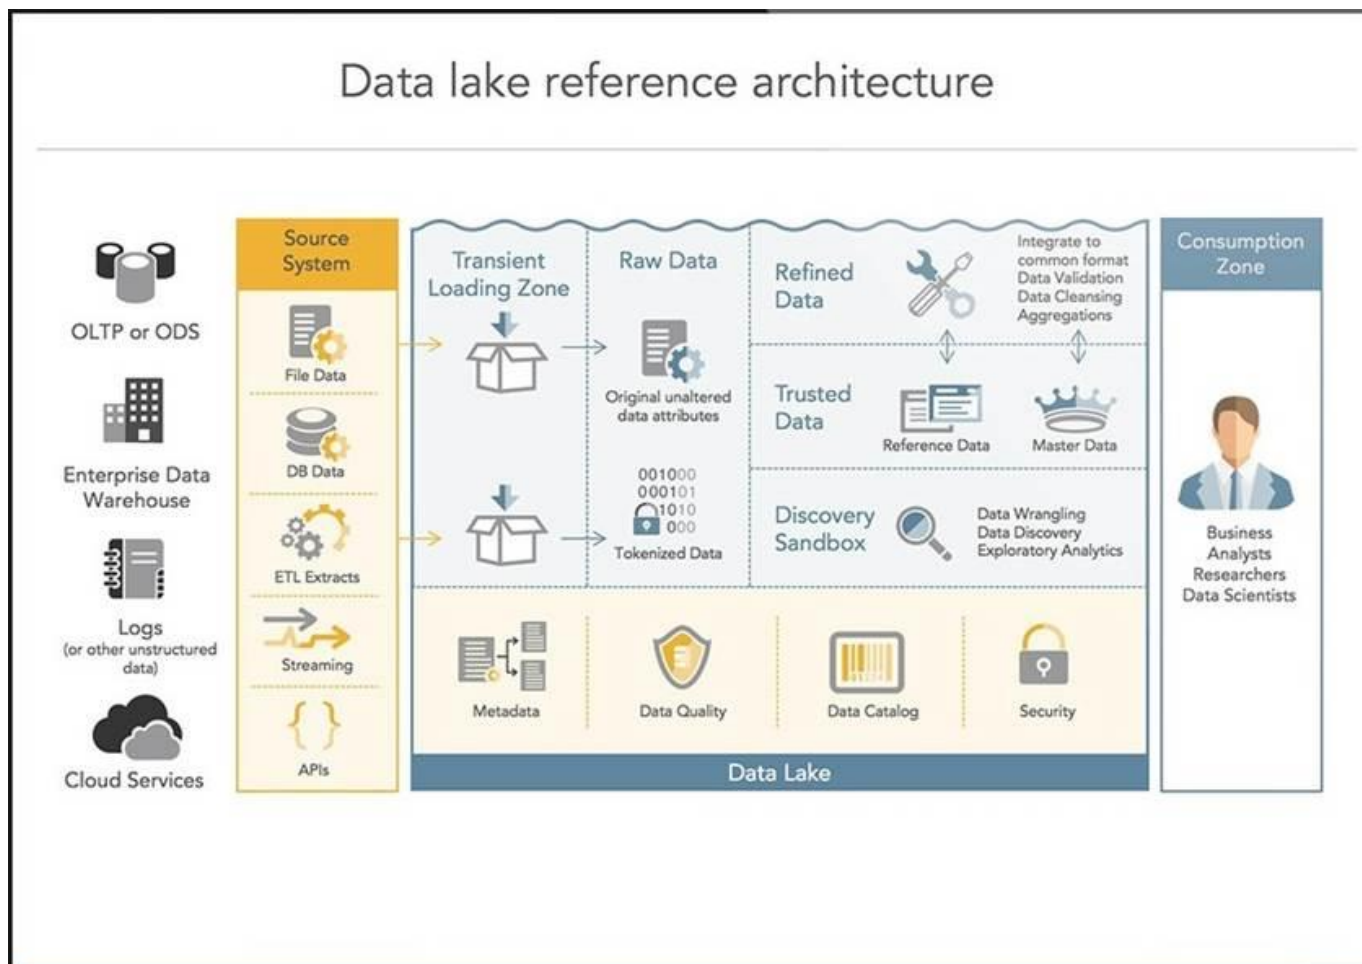 Data lake reference architecture
OLTP or ODS
Enterprise Data
Warehouse
Logs
(or other unstructured
data)
Cloud Services
Source
System
File Data
DB Data
ETL Extracts
Streaming
APIs
Transient
Loading Zone
Raw Data
Original unaltered
data attributes
001000
000101
1010
000
Tokenized Data
Refined
Data
Integrate to
common format
Data Validation
Data Cleansing
Aggregations
Trusted
Data
Reference Data
Master Data
Discovery
Sandbox
Data Wrangling
Data Discovery
Exploratory Analytics
Metadata
Data Quality
Data Catalog
Security
Data Lake
Consumption
Zone
Business
Analysts
Researchers
Data Scientists